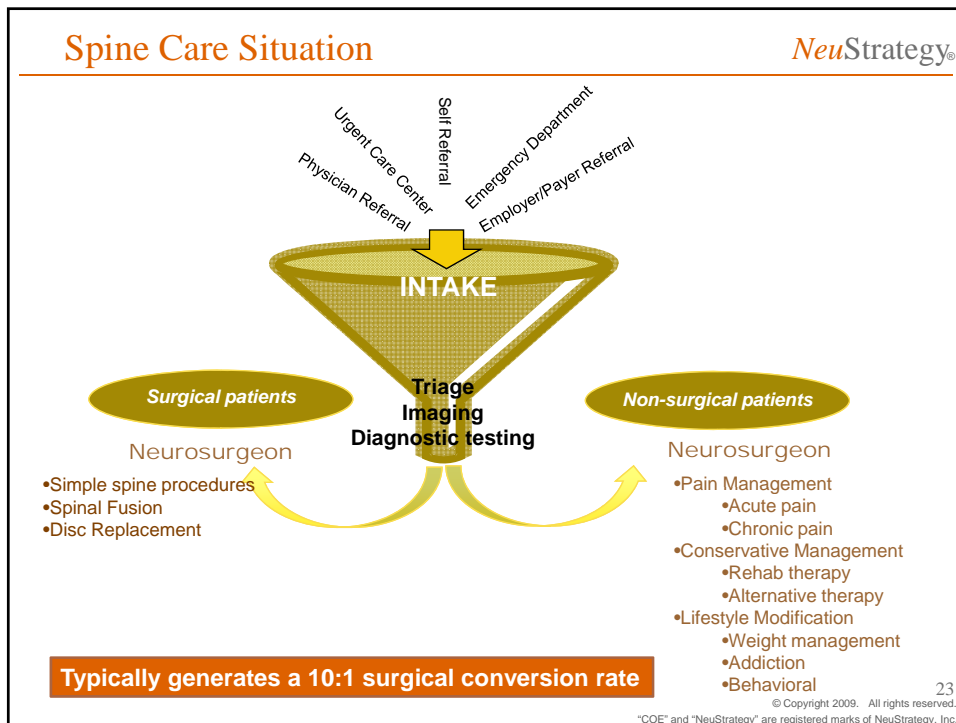 Spine Care Situation
NeuStrategy®
Physician Referral
Urgent Care Center
Self Referral
Emergency Department
Employer/Payer Referral
INTAKE
Triage
Imaging
Diagnostic testing
Surgical patients
Neurosurgeon
•Simple spine procedures
•Spinal Fusion
•Disc Replacement
Non-surgical patients
Neurosurgeon
•Pain Management
•Acute pain
•Chronic pain
•Conservative Management
•Rehab therapy
•Alternative therapy
•Lifestyle Modification
•Weight management
•Addiction
•Behavioral
Typically generates a 10:1 surgical conversion rate
23
© Copyright 2009. All rights reserved.
"COE" and "NeuStrategy" are registered marks of NeuStrategy, Inc.